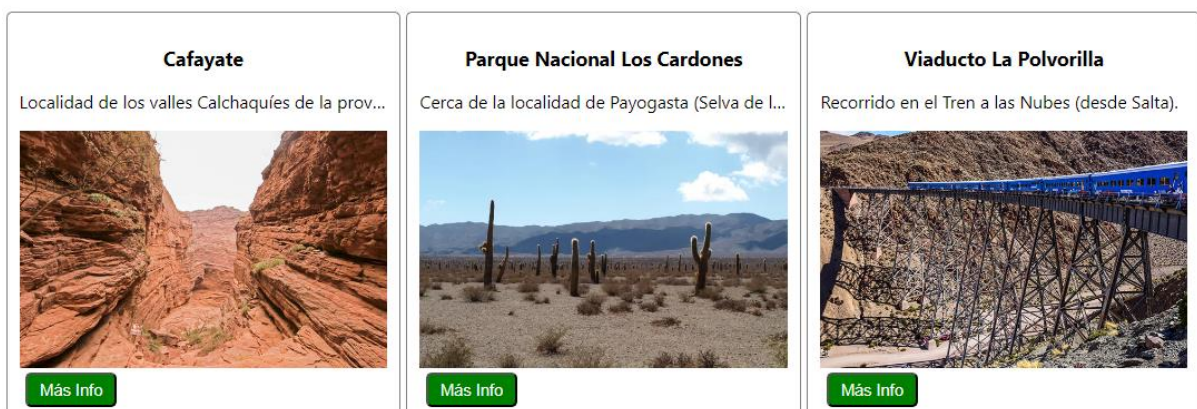 Cafayate
Localidad de los valles Calchaquíes de la prov...
Más Info
Parque Nacional Los Cardones
Cerca de la localidad de Payogasta (Selva de l...
Más Info
Viaducto La Polvorilla
Recorrido en el Tren a las Nubes (desde Salta).
Más Info